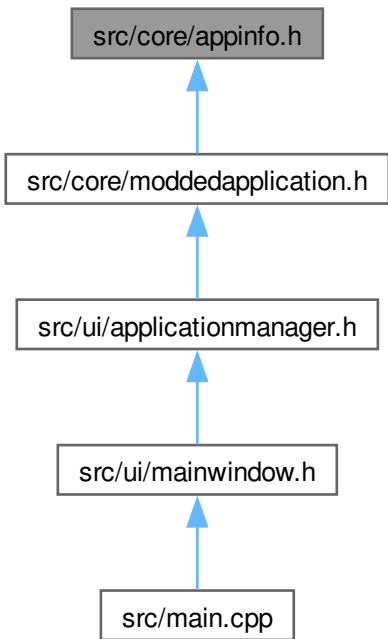 src/core/appinfo.h
src/core/moddedapplication.h
src/ui/applicationmanager.h
src/ui/mainwindow.h
src/main.cpp